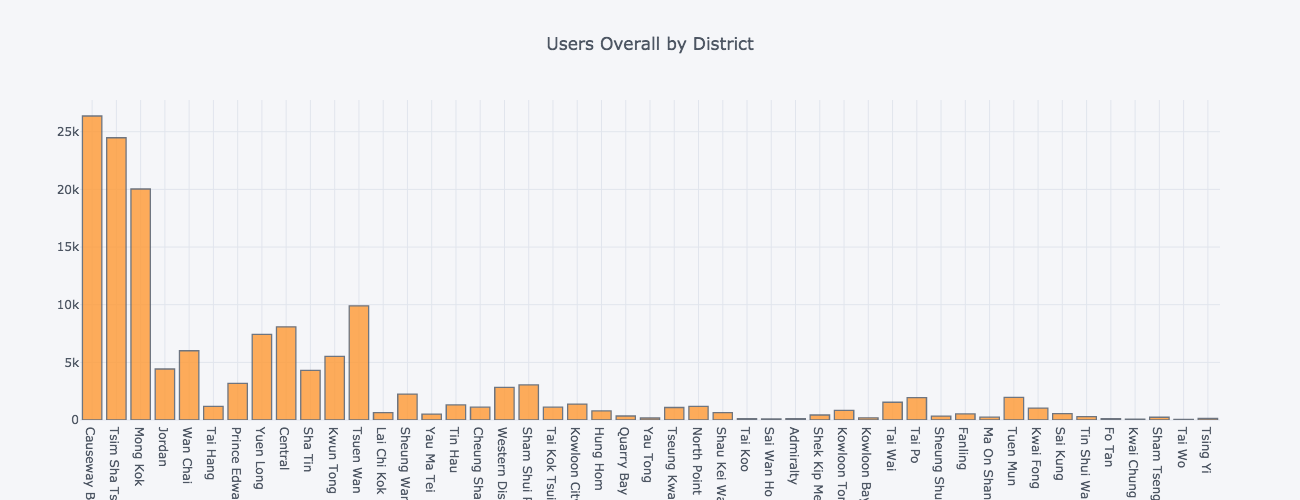 Users Overall by District
25k
20k
15k
10k
5k
0
Causeway B
Tsim Sha Ts
Mong Kok
Jordan
Wan Chai
Tai Hang
Prince Edwa
Yuen Long
Central
Sha Tin
Kwun Tong
Tsuen Wan
Lai Chi Kok
Sheung Wan
Yau Ma Tei
Tin Hau
Cheung Sha
Western Dis
Sham Shui P
Tai Kok Tsui
Kowloon City
Hung Hom
Quarry Bay
Yau Tong
Tseung Kwa
North Point
Shau Kei Wa
Tai Koo
Sai Wan Ho
Admiralty
Shek Kip Me
Kowloon Ton
Kowloon Bay
Tai Wai
Tai Po
Sheung Shu
Fanling
Ma On Shan
Tuen Mun
Kwai Fong
Sai Kung
Tin Shui Wa
Fo Tan
Kwai Chung
Sham Tseng
Tai Wo
Tsing Yi